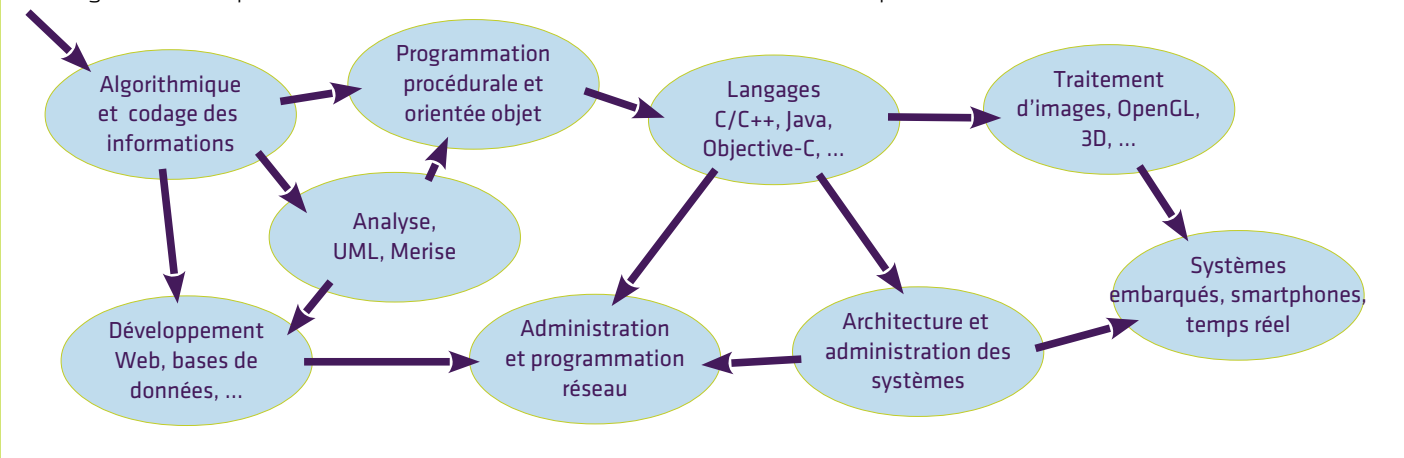 Algorithmique
et codage des
informations
Programmation
procédurale et
orientée objet
Langages
C/C++, Java,
Objective-C, ...
Traitement
d'images, OpenGL,
3D, ...
Analyse,
UML, Merise
Systèmes
embarqués, smartphones,
temps réel
Développement
Web, bases de
données, ...
Administration
et programmation
réseau
Architecture et
administration des
systèmes